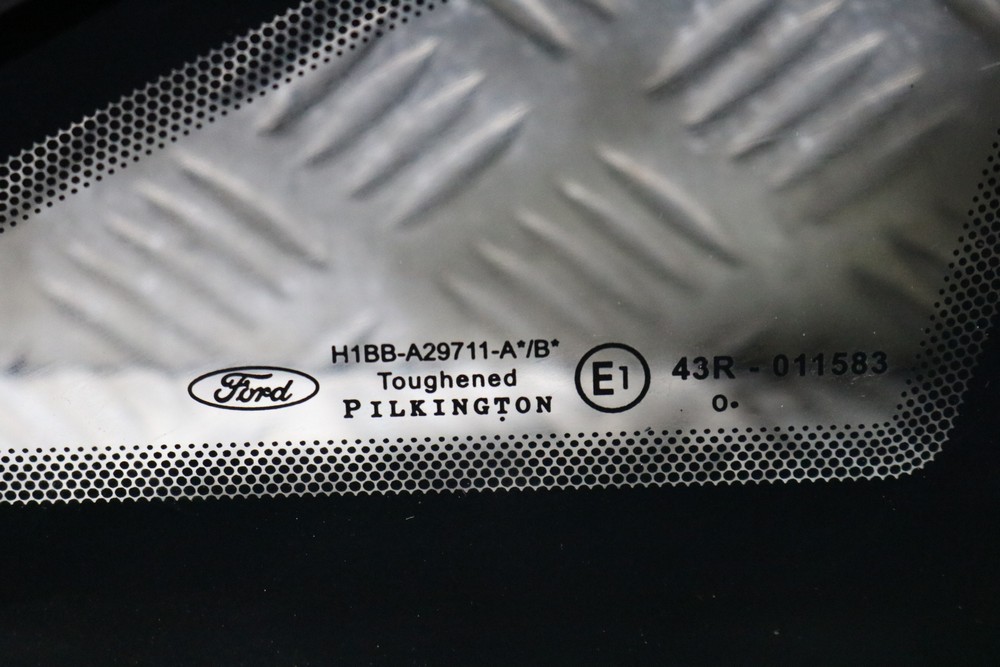 Ford
H1BB-A29711-A*/B*
Toughened
PILKINGTON
E1
43R - 011583
O•